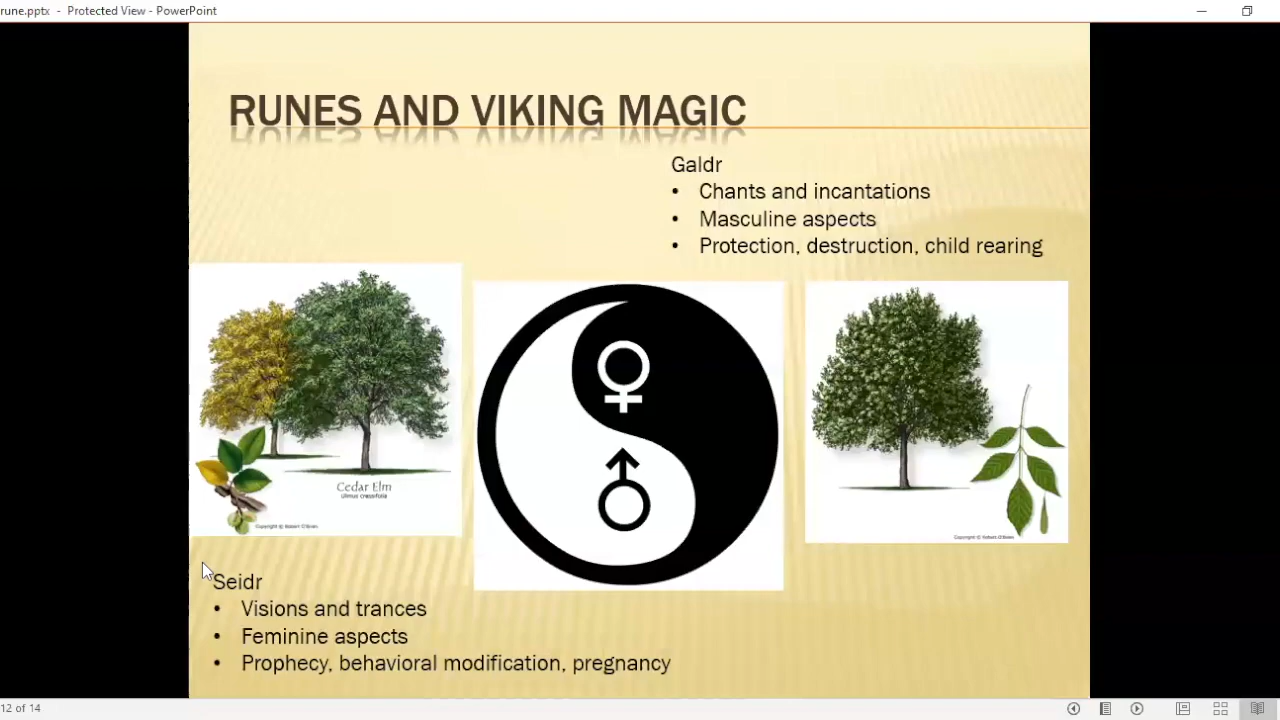 rune.pptx - Protected View - PowerPoint
RUNES AND VIKING MAGIC
Galdr
• Chants and incantations
• Masculine aspects
• Protection, destruction, child rearing
Cedar Elm
Ulmus crassifolia
Copyright © Robert O'Brien
Copyright © Robert O'Brien
Seidr
• Visions and trances
• Feminine aspects
• Prophecy, behavioral modification, pregnancy
12 of 14